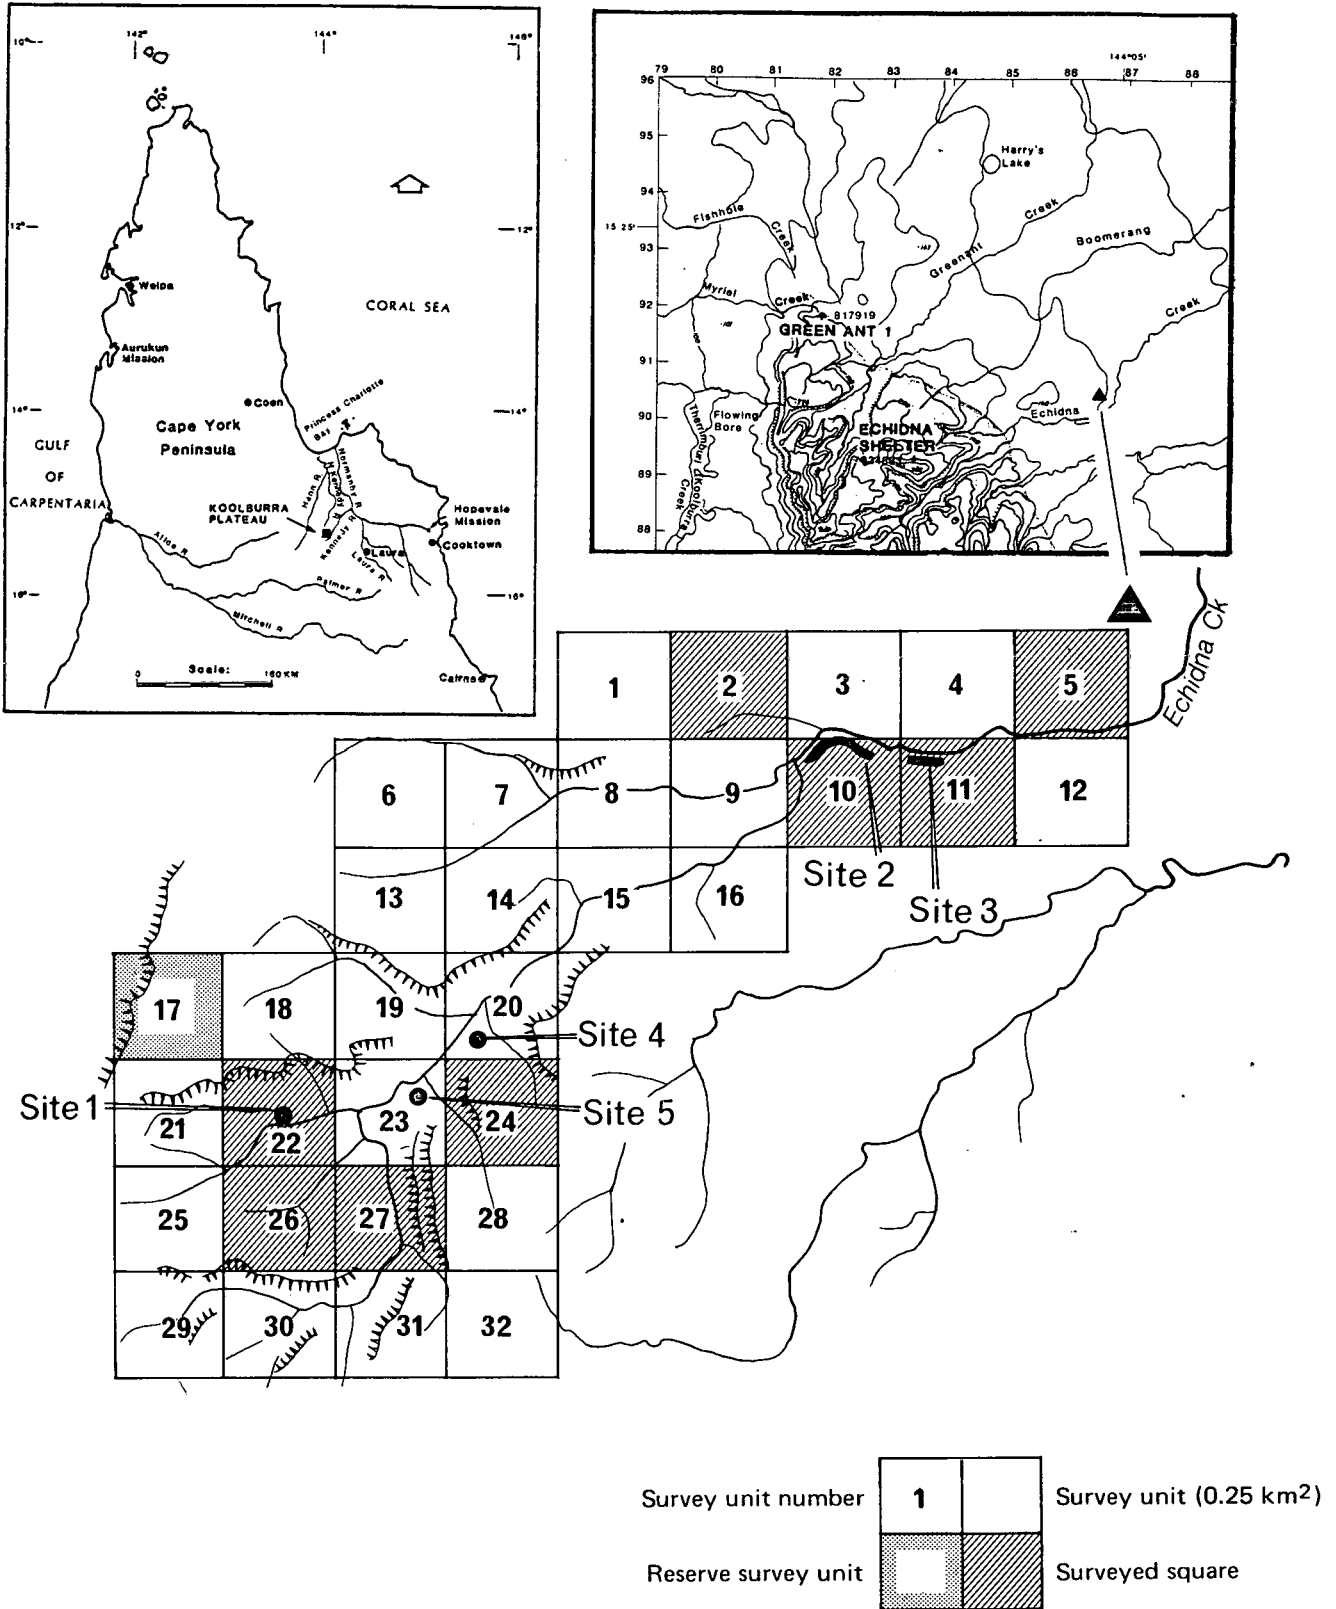 142°
144°
148°
10°
12°
12°
Weipa
CORAL SEA
Aurukun
Mission
Coen
Princess Charlotte
Bay
14°
14°
Cape York
Peninsula
GULF
OF
CARPENTARIA
Hann R
N Kennedy R
Normanby R
KOOLBURRA
PLATEAU
Kennedy R
Hopevale
Mission
Cooktown
Laura
Laura R
Alice R
Palmer R
16°
16°
Mitchell R
Scale:
0
160 KM
Cairns
144°05'
79 80 81 82 83 84 85 86 87 88
96
95
94
15 25'
93
92
91
90
89
88
Harry's
Lake
Fishhole
Creek
Greenant
Creek
Boomerang
Creek
Myriel
Creek
817919
GREEN ANT 1
Flowing
Bore
Echidna
ECHIDNA
SHELTER
Creek
Echidna Ck
1 2 3 4 5
6 7 8 9 10 11 12
Site 2
Site 3
13 14 15 16
17 18 19 20
Site 4
Site 1
21 22 23 24
Site 5
25 26 27 28
29 30 31 32
Survey unit number
1
Survey unit (0.25 km2)
Reserve survey unit
Surveyed square